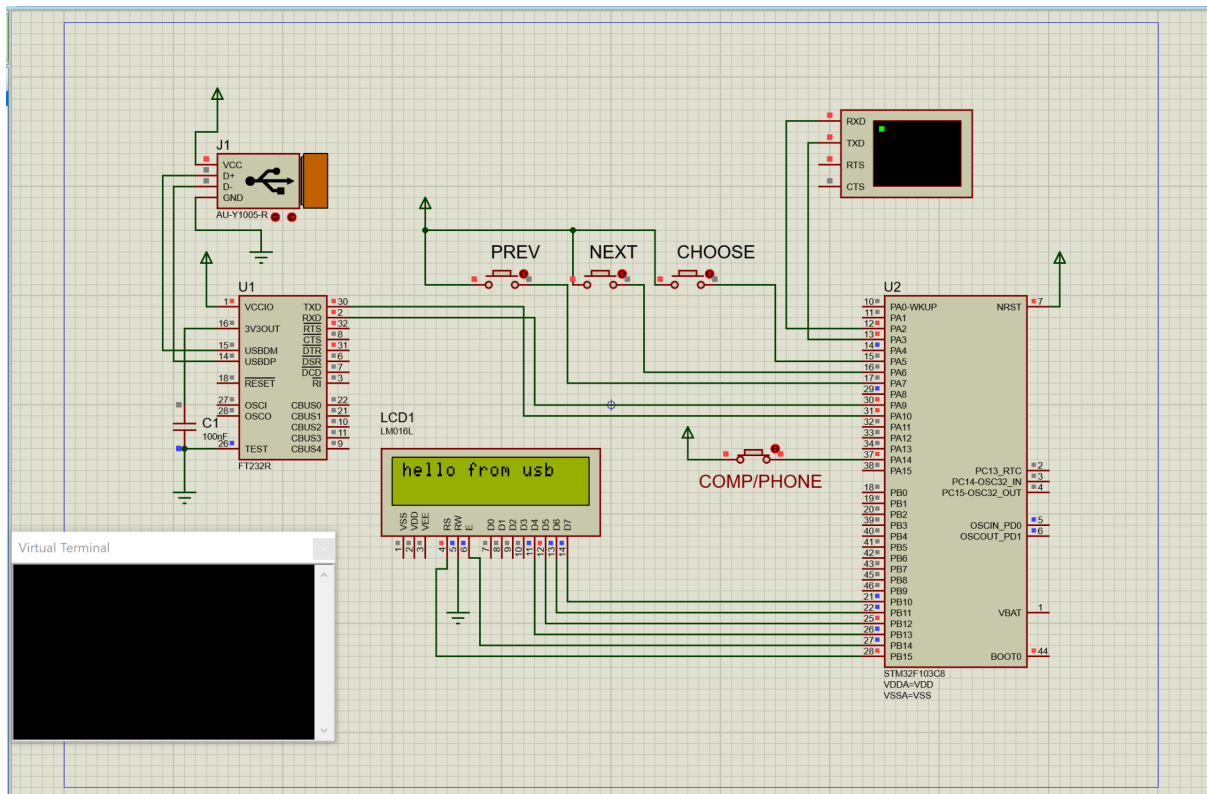 J1
VCC
D+
D-
GND
AU-Y1005-R
PREV
NEXT
CHOOSE
RXD
TXD
RTS
CTS
U1
1
16
15
14
18
27
28
26
VCCIO
3V3OUT
USBDM
USBDP
RESET
OSCI
OSCO
TEST
TXD
RXD
RTS
CTS
DTR
DSR
DCD
RI
CBUS0
CBUS1
CBUS2
CBUS3
CBUS4
30
2
32
8
31
6
7
3
22
21
10
11
9
FT232R
C1
100nF
LCD1
LM016L
hello from usb
VSS
VDD
VEE
RS
RW
E
D0
D1
D2
D3
D4
D5
D6
D7
1
2
3
4
5
6
7
8
9
10
11
12
13
14
COMP/PHONE
U2
10
11
12
13
14
15
16
17
29
30
31
32
33
34
37
38
18
19
20
39
40
41
42
43
45
46
21
22
25
26
27
28
PA0-WKUP
PA1
PA2
PA3
PA4
PA5
PA6
PA7
PA8
PA9
PA10
PA11
PA12
PA13
PA14
PA15
PB0
PB1
PB2
PB3
PB4
PB5
PB6
PB7
PB8
PB9
PB10
PB11
PB12
PB13
PB14
PB15
NRST
PC13_RTC
PC14-OSC32_IN
PC15-OSC32_OUT
OSCIN_PD0
OSCOUT_PD1
VBAT
BOOT0
7
2
3
4
5
6
1
44
STM32F103C8
VDDA=VDD
VSSA=VSS
Virtual Terminal